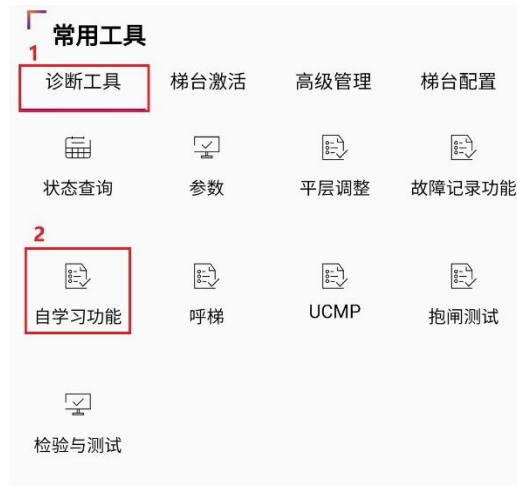 常用工具
1
诊断工具 梯台激活 高级管理 梯台配置
状态查询 参数 平层调整 故障记录功能
2
自学习功能 呼梯 UCMP 抱闸测试
检验与测试